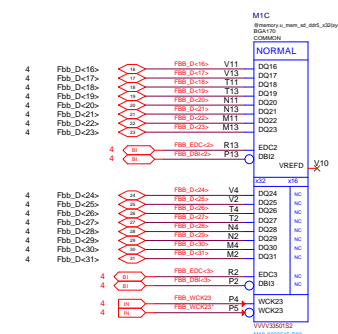 M1C
@memory.u_mem_sd_ddr5_x32(sy
BGA170
COMMON
NORMAL
4 Fbb_D<16> 16 FBB_D<16> V11 DQ16
4 Fbb_D<17> 17 FBB_D<17> V13 DQ17
4 Fbb_D<18> 18 FBB_D<18> T11 DQ18
4 Fbb_D<19> 19 FBB_D<19> T13 DQ19
4 Fbb_D<20> 20 FBB_D<20> N11 DQ20
4 Fbb_D<21> 21 FBB_D<21> N13 DQ21
4 Fbb_D<22> 22 FBB_D<22> M11 DQ22
4 Fbb_D<23> 23 FBB_D<23> M13 DQ23
4 BI FBB_EDC<2> R13 EDC2
4 BI FBB_DBI<2> P13 DBI2
VREFD V10
x32 x16
4 Fbb_D<24> 24 FBB_D<24> V4 DQ24 NC
4 Fbb_D<25> 25 FBB_D<25> V2 DQ25 NC
4 Fbb_D<26> 26 FBB_D<26> T4 DQ26 NC
4 Fbb_D<27> 27 FBB_D<27> T2 DQ27 NC
4 Fbb_D<28> 28 FBB_D<28> N4 DQ28 NC
4 Fbb_D<29> 29 FBB_D<29> N2 DQ29 NC
4 Fbb_D<30> 30 FBB_D<30> M4 DQ30 NC
4 Fbb_D<31> 31 FBB_D<31> M2 DQ31 NC
4 BI FBB_EDC<3> R2 EDC3 NC
4 BI FBB_DBI<3> P2 DBI3 NC
4 IN FBB_WCK23 P4 WCK23
4 IN FBB_WCK23* P5 WCK23
VVVV33501S2